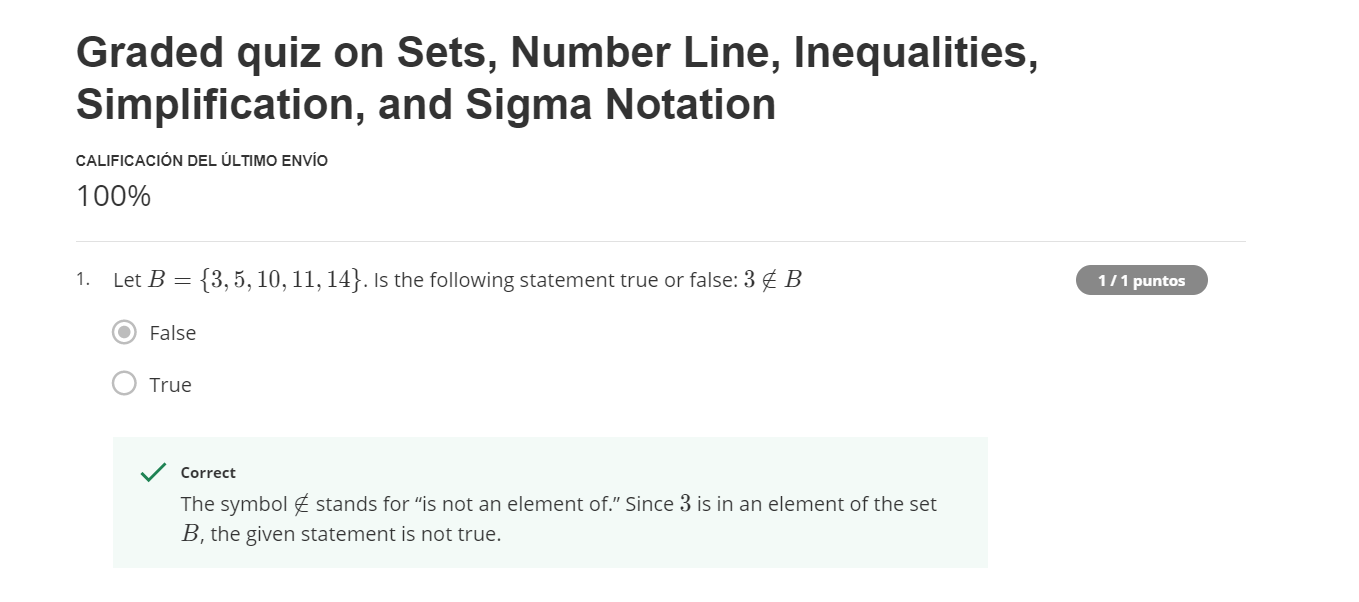 Graded quiz on Sets, Number Line, Inequalities,
Simplification, and Sigma Notation
CALIFICACIÓN DEL ÚLTIMO ENVÍO
100%
1. Let B = {3, 5, 10, 11, 14}. Is the following statement true or false: 3 ∉ B
1 / 1 puntos
False
True
Correct
The symbol ∉ stands for “is not an element of.” Since 3 is in an element of the set
B, the given statement is not true.